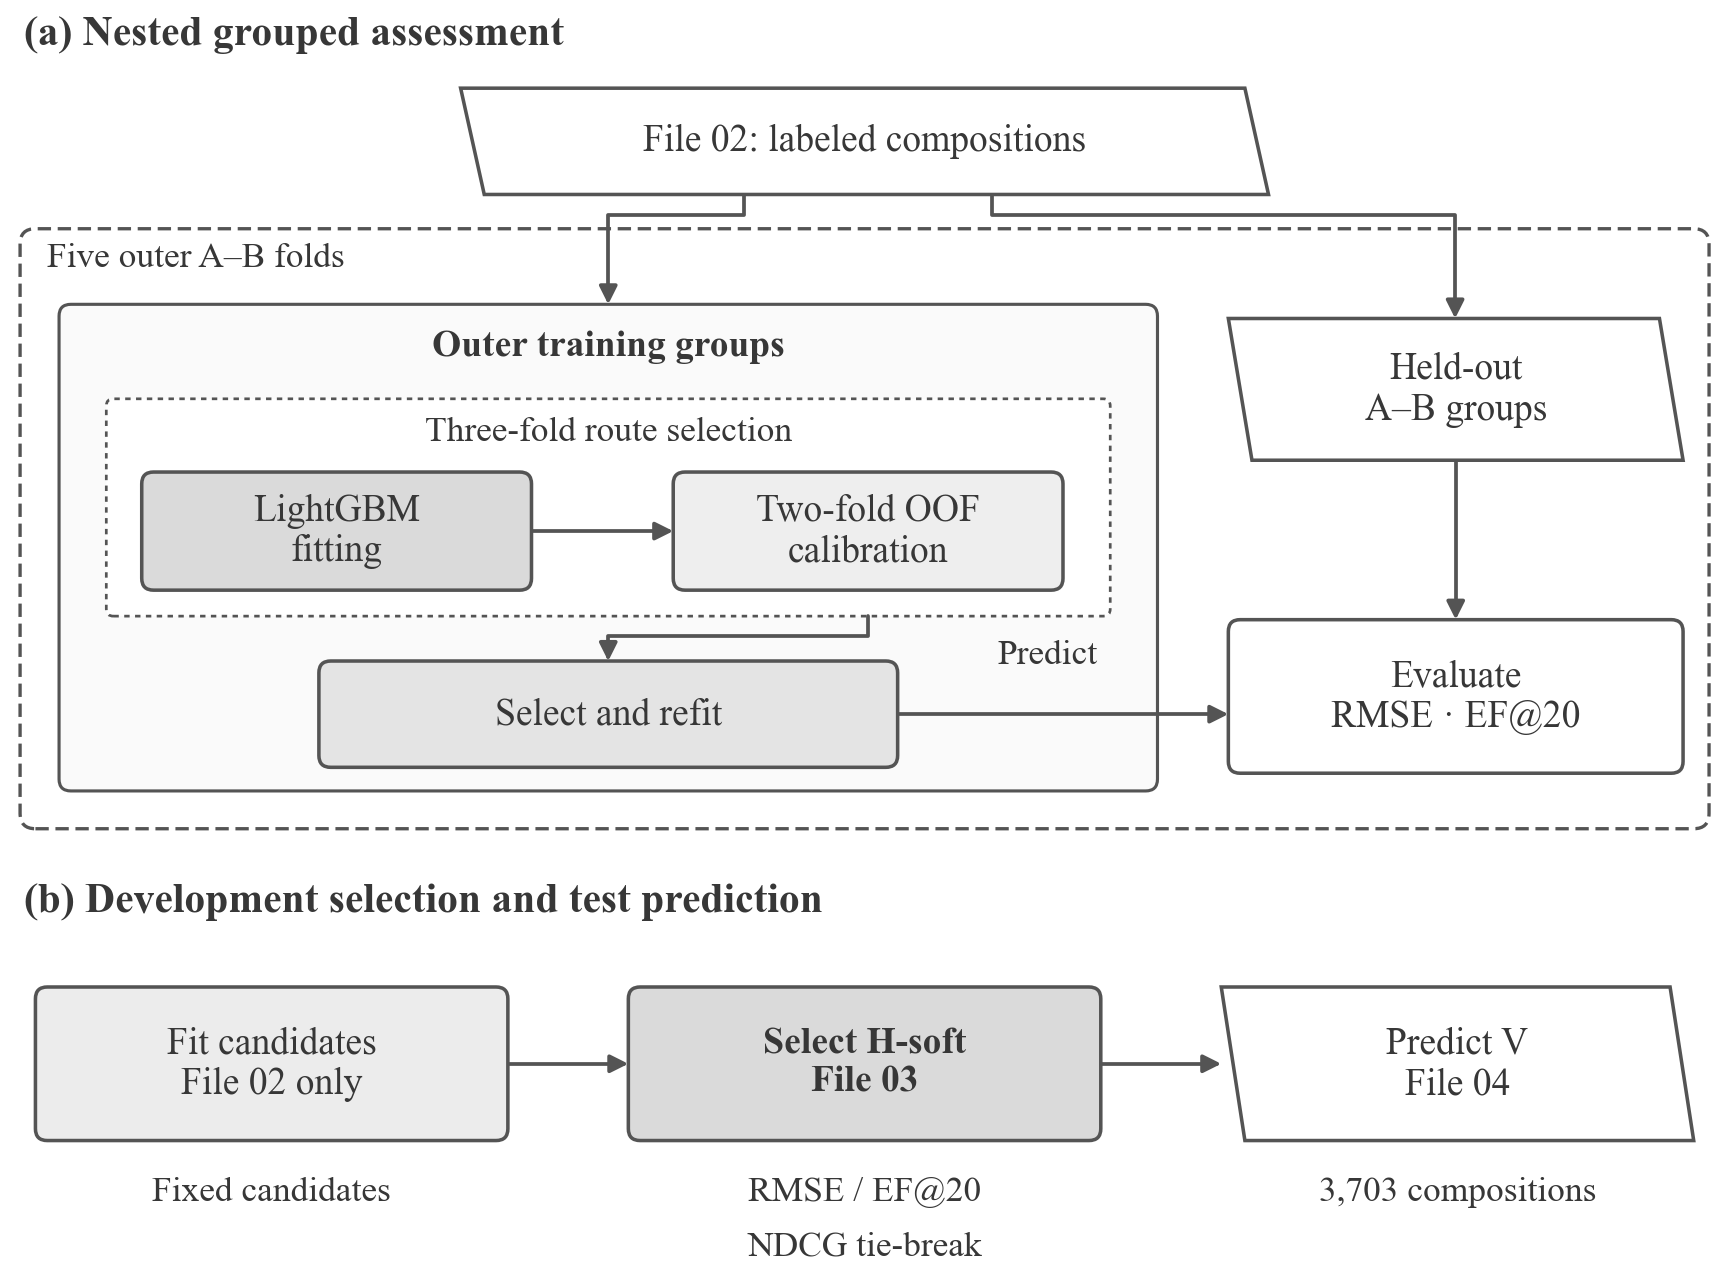 (a) Nested grouped assessment
File 02: labeled compositions
Five outer A–B folds
Outer training groups
Three-fold route selection
LightGBM
fitting
Two-fold OOF
calibration
Select and refit
Predict
Held-out
A–B groups
Evaluate
RMSE · EF@20
(b) Development selection and test prediction
Fit candidates
File 02 only
Fixed candidates
Select H-soft
File 03
RMSE / EF@20
NDCG tie-break
Predict V
File 04
3,703 compositions